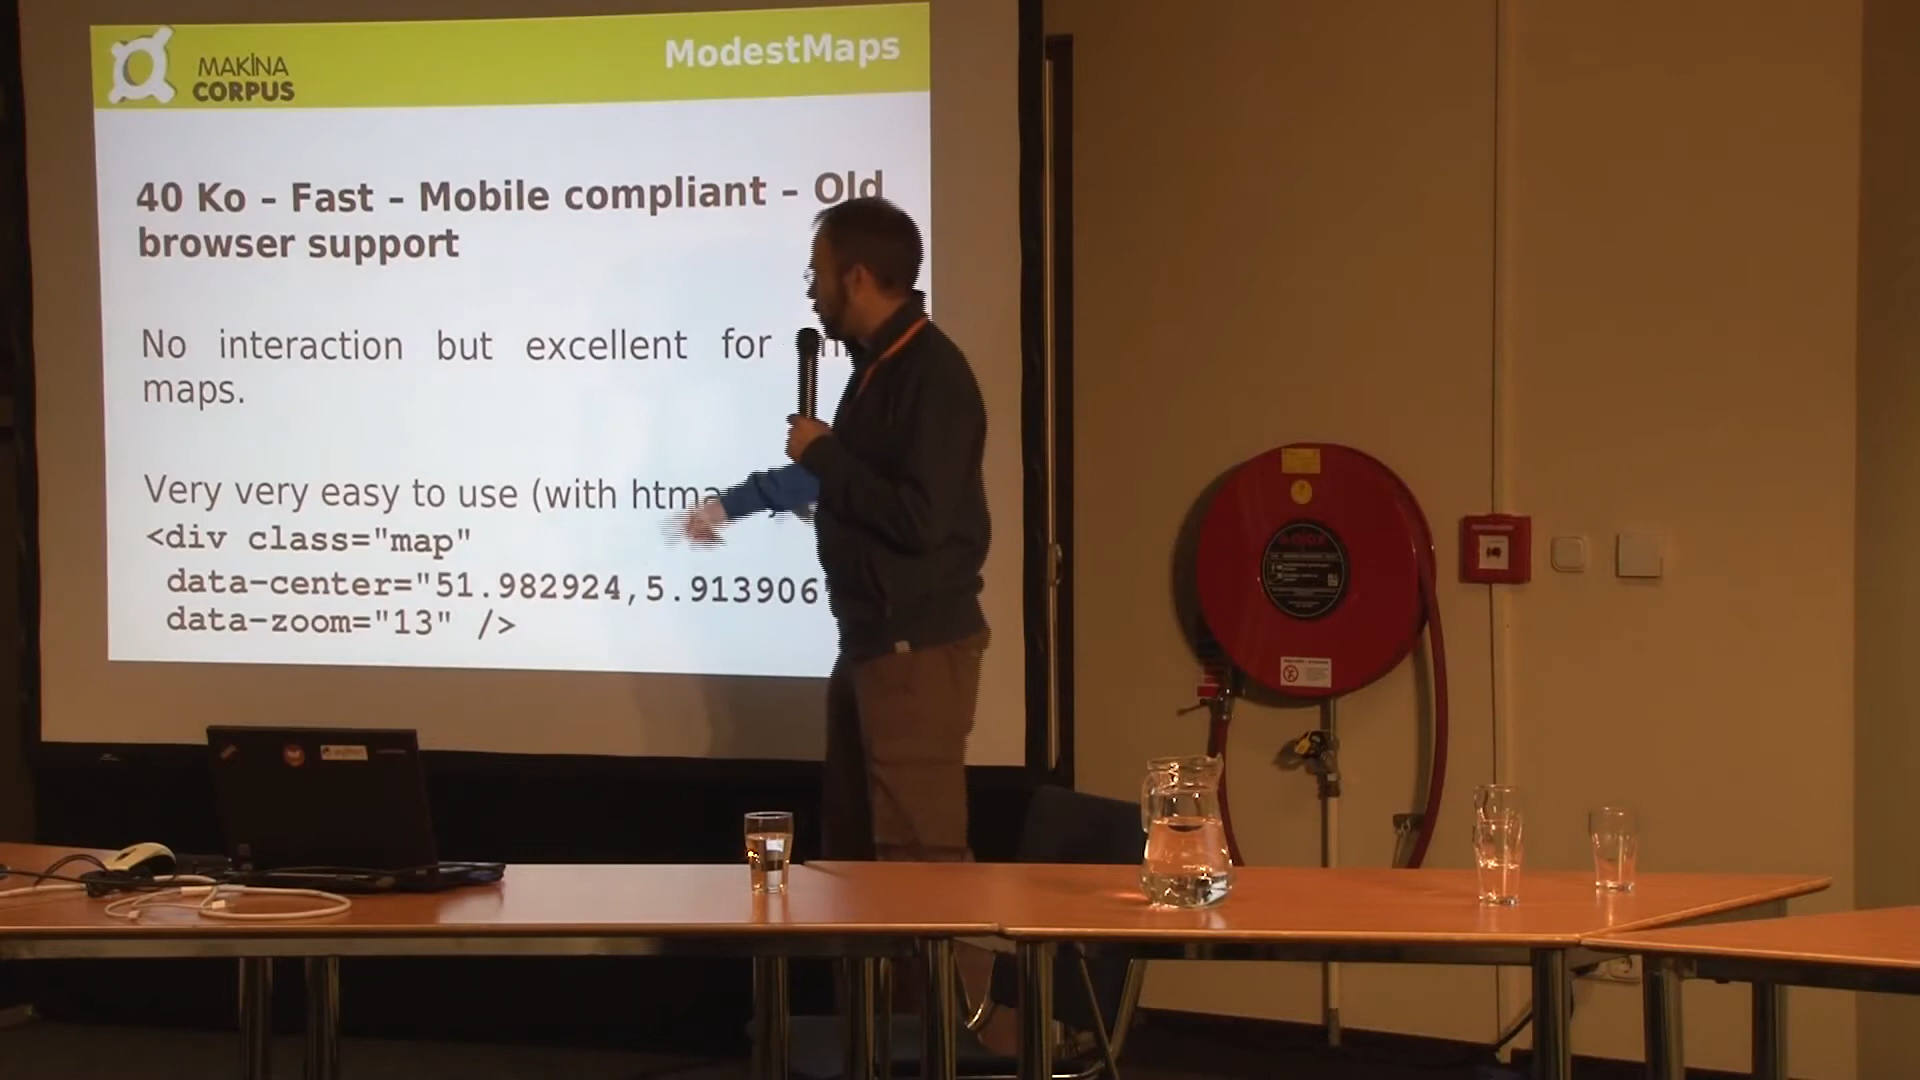 MAKINA
CORPUS
ModestMaps
40 Ko – Fast – Mobile compliant – Old
browser support
No interaction but excellent for
maps.
Very very easy to use (with
<div class="map"
data-center="51.982924,5.913906
data-zoom="13" />